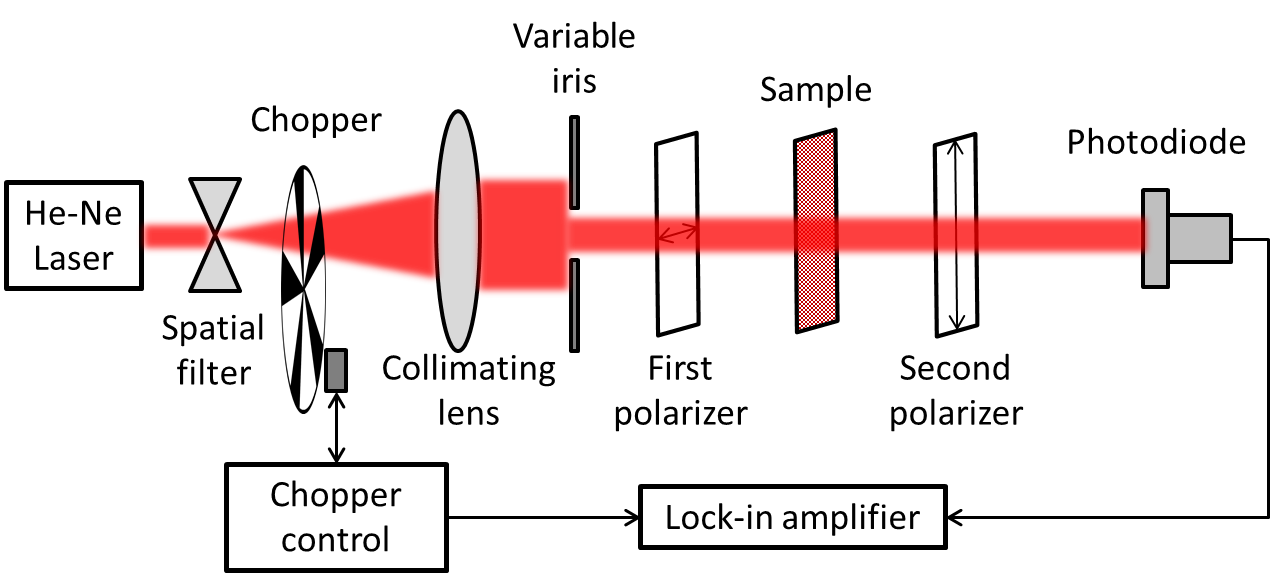 Variable
iris
Sample
Chopper
Photodiode
He-Ne
Laser
Spatial
filter
Collimating
lens
First
polarizer
Second
polarizer
Chopper
control
Lock-in amplifier